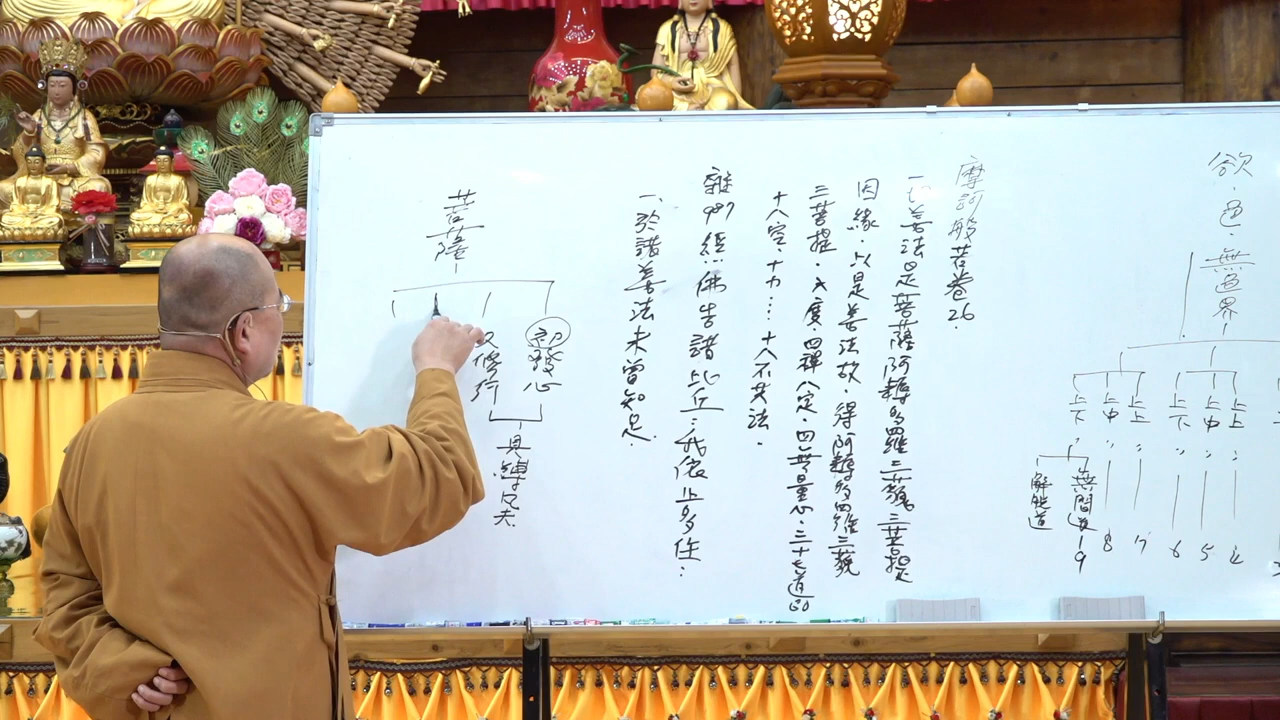 欲.色.無色界
上上
上中
上下
上上
上中
上下
4
5
6
7
8
9
無間道
解脫道
摩訶般若卷26.
一切善法是菩薩阿耨多羅三藐三菩提
因緣.以是善法故.得阿耨多羅三藐
三菩提.六度.四禪八定.四無量心.三十七道品
十八空.十力...十八不共法.
雜987經:佛告諸比丘:我依止多住:
一、於諸善法未曾知足.
菩薩
初發心
久修行
具縛凡夫